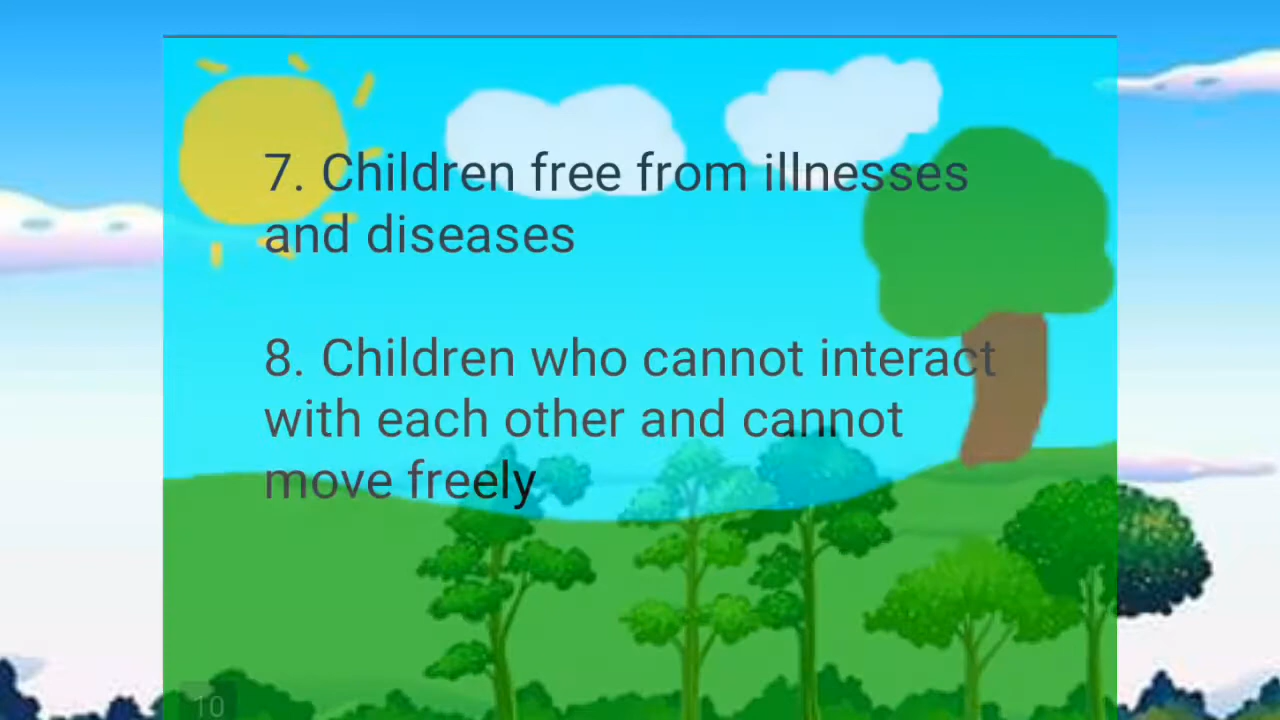 7. Children free from illnesses
and diseases
8. Children who cannot interact
with each other and cannot
move freely
10